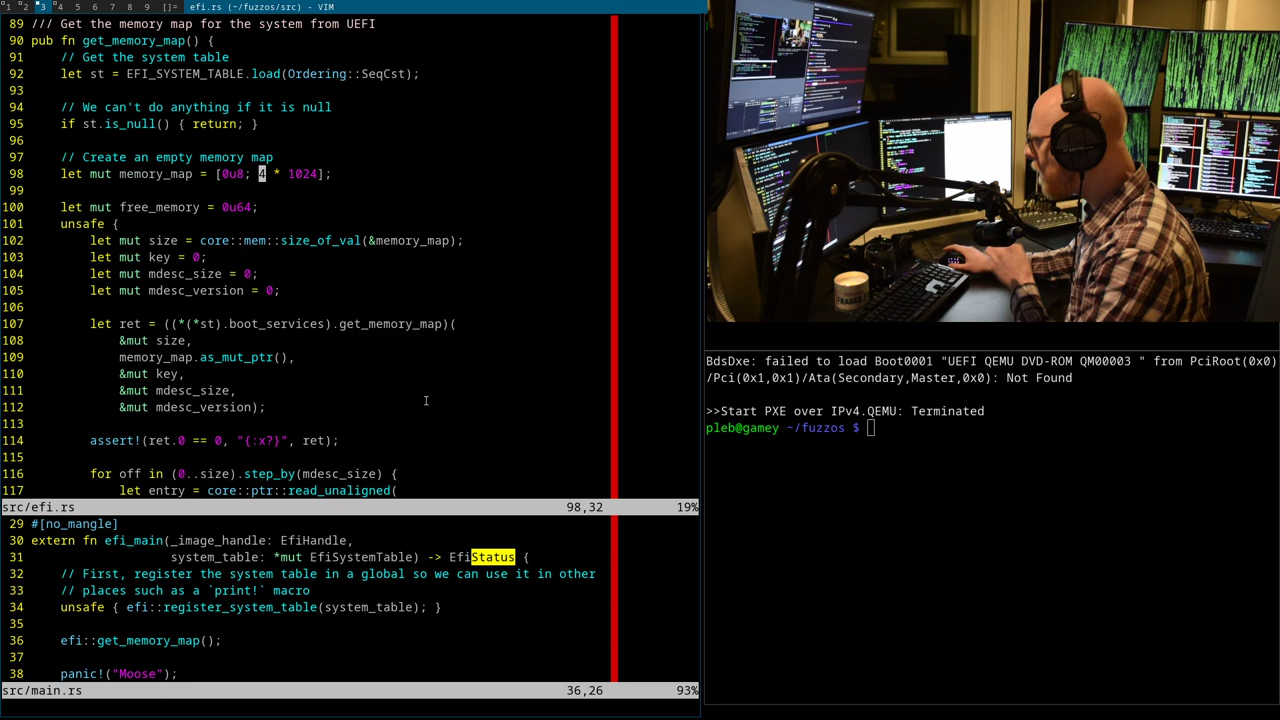 1 2 3 4 5 6 7 8 9 []= efi.rs (~/fuzzos/src) - VIM
89 /// Get the memory map for the system from UEFI
90 pub fn get_memory_map() {
91     // Get the system table
92     let st = EFI_SYSTEM_TABLE.load(Ordering::SeqCst);
93
94     // We can't do anything if it is null
95     if st.is_null() { return; }
96
97     // Create an empty memory map
98     let mut memory_map = [0u8; 4 * 1024];
99
100     let mut free_memory = 0u64;
101     unsafe {
102         let mut size = core::mem::size_of_val(&memory_map);
103         let mut key = 0;
104         let mut mdesc_size = 0;
105         let mut mdesc_version = 0;
106
107         let ret = ((*(*st).boot_services).get_memory_map)(
108             &mut size,
109             memory_map.as_mut_ptr(),
110             &mut key,
111             &mut mdesc_size,
112             &mut mdesc_version);
113
114         assert!(ret.0 == 0, "{:x?}", ret);
115
116         for off in (0..size).step_by(mdesc_size) {
117             let entry = core::ptr::read_unaligned(
src/efi.rs 98,32 19%
29 #[no_mangle]
30 extern fn efi_main(_image_handle: EfiHandle,
31                    system_table: *mut EfiSystemTable) -> EfiStatus {
32     // First, register the system table in a global so we can use it in other
33     // places such as a `print!` macro
34     unsafe { efi::register_system_table(system_table); }
35
36     efi::get_memory_map();
37
38     panic!("Moose");
src/main.rs 36,26 93%
BdsDxe: failed to load Boot0001 "UEFI QEMU DVD-ROM QM00003 " from PciRoot(0x0)
/Pci(0x1,0x1)/Ata(Secondary,Master,0x0): Not Found
>>Start PXE over IPv4.QEMU: Terminated
pleb@gamey ~/fuzzos $